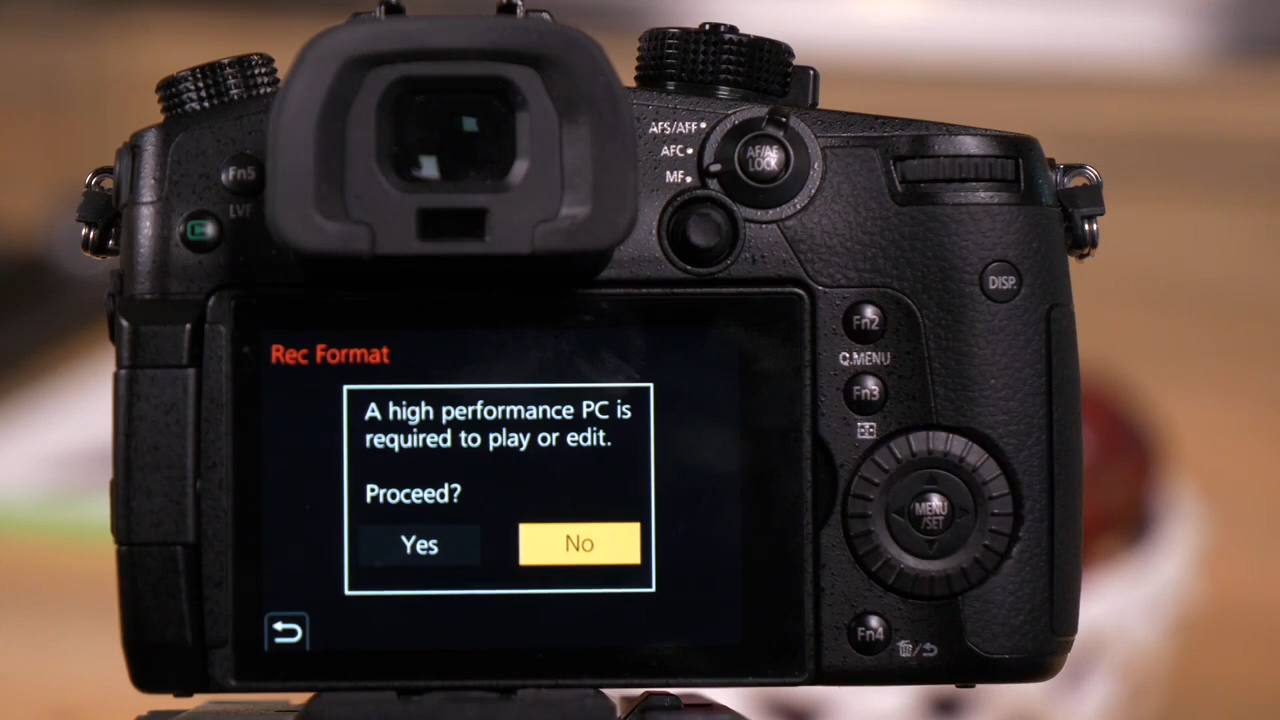 AFS/AFF
AFC
MF
AF/AE
LOCK
Fn5
LVF
DISP.
Fn2
Q.MENU
Fn3
Rec Format
A high performance PC is
required to play or edit.
Proceed?
Yes
No
MENU
/SET
Fn4